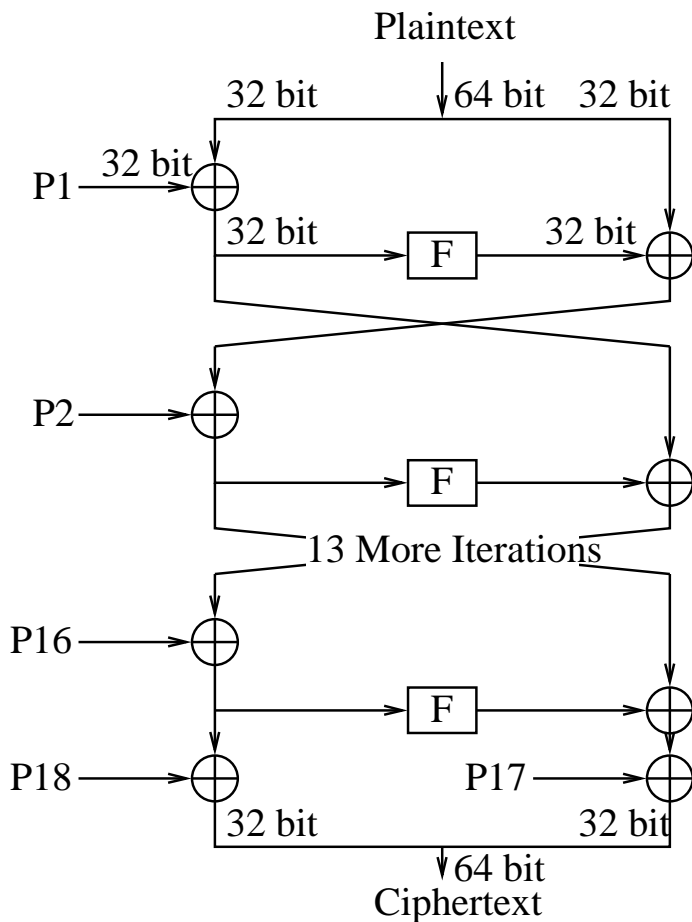 Plaintext
32 bit 64 bit 32 bit
32 bit
P1
32 bit F 32 bit
P2
F
13 More Iterations
P16
F
P18 P17
32 bit 32 bit
64 bit
Ciphertext